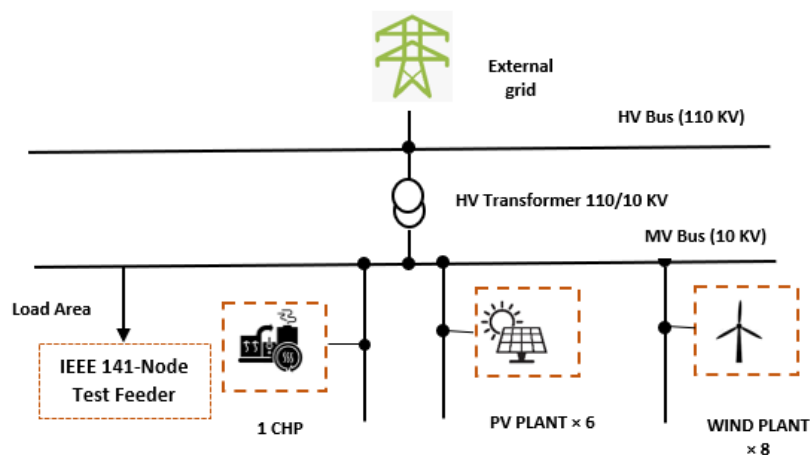 External
grid
HV Bus (110 KV)
HV Transformer 110/10 KV
MV Bus (10 KV)
Load Area
IEEE 141-Node
Test Feeder
1 CHP
PV PLANT × 6
WIND PLANT
× 8